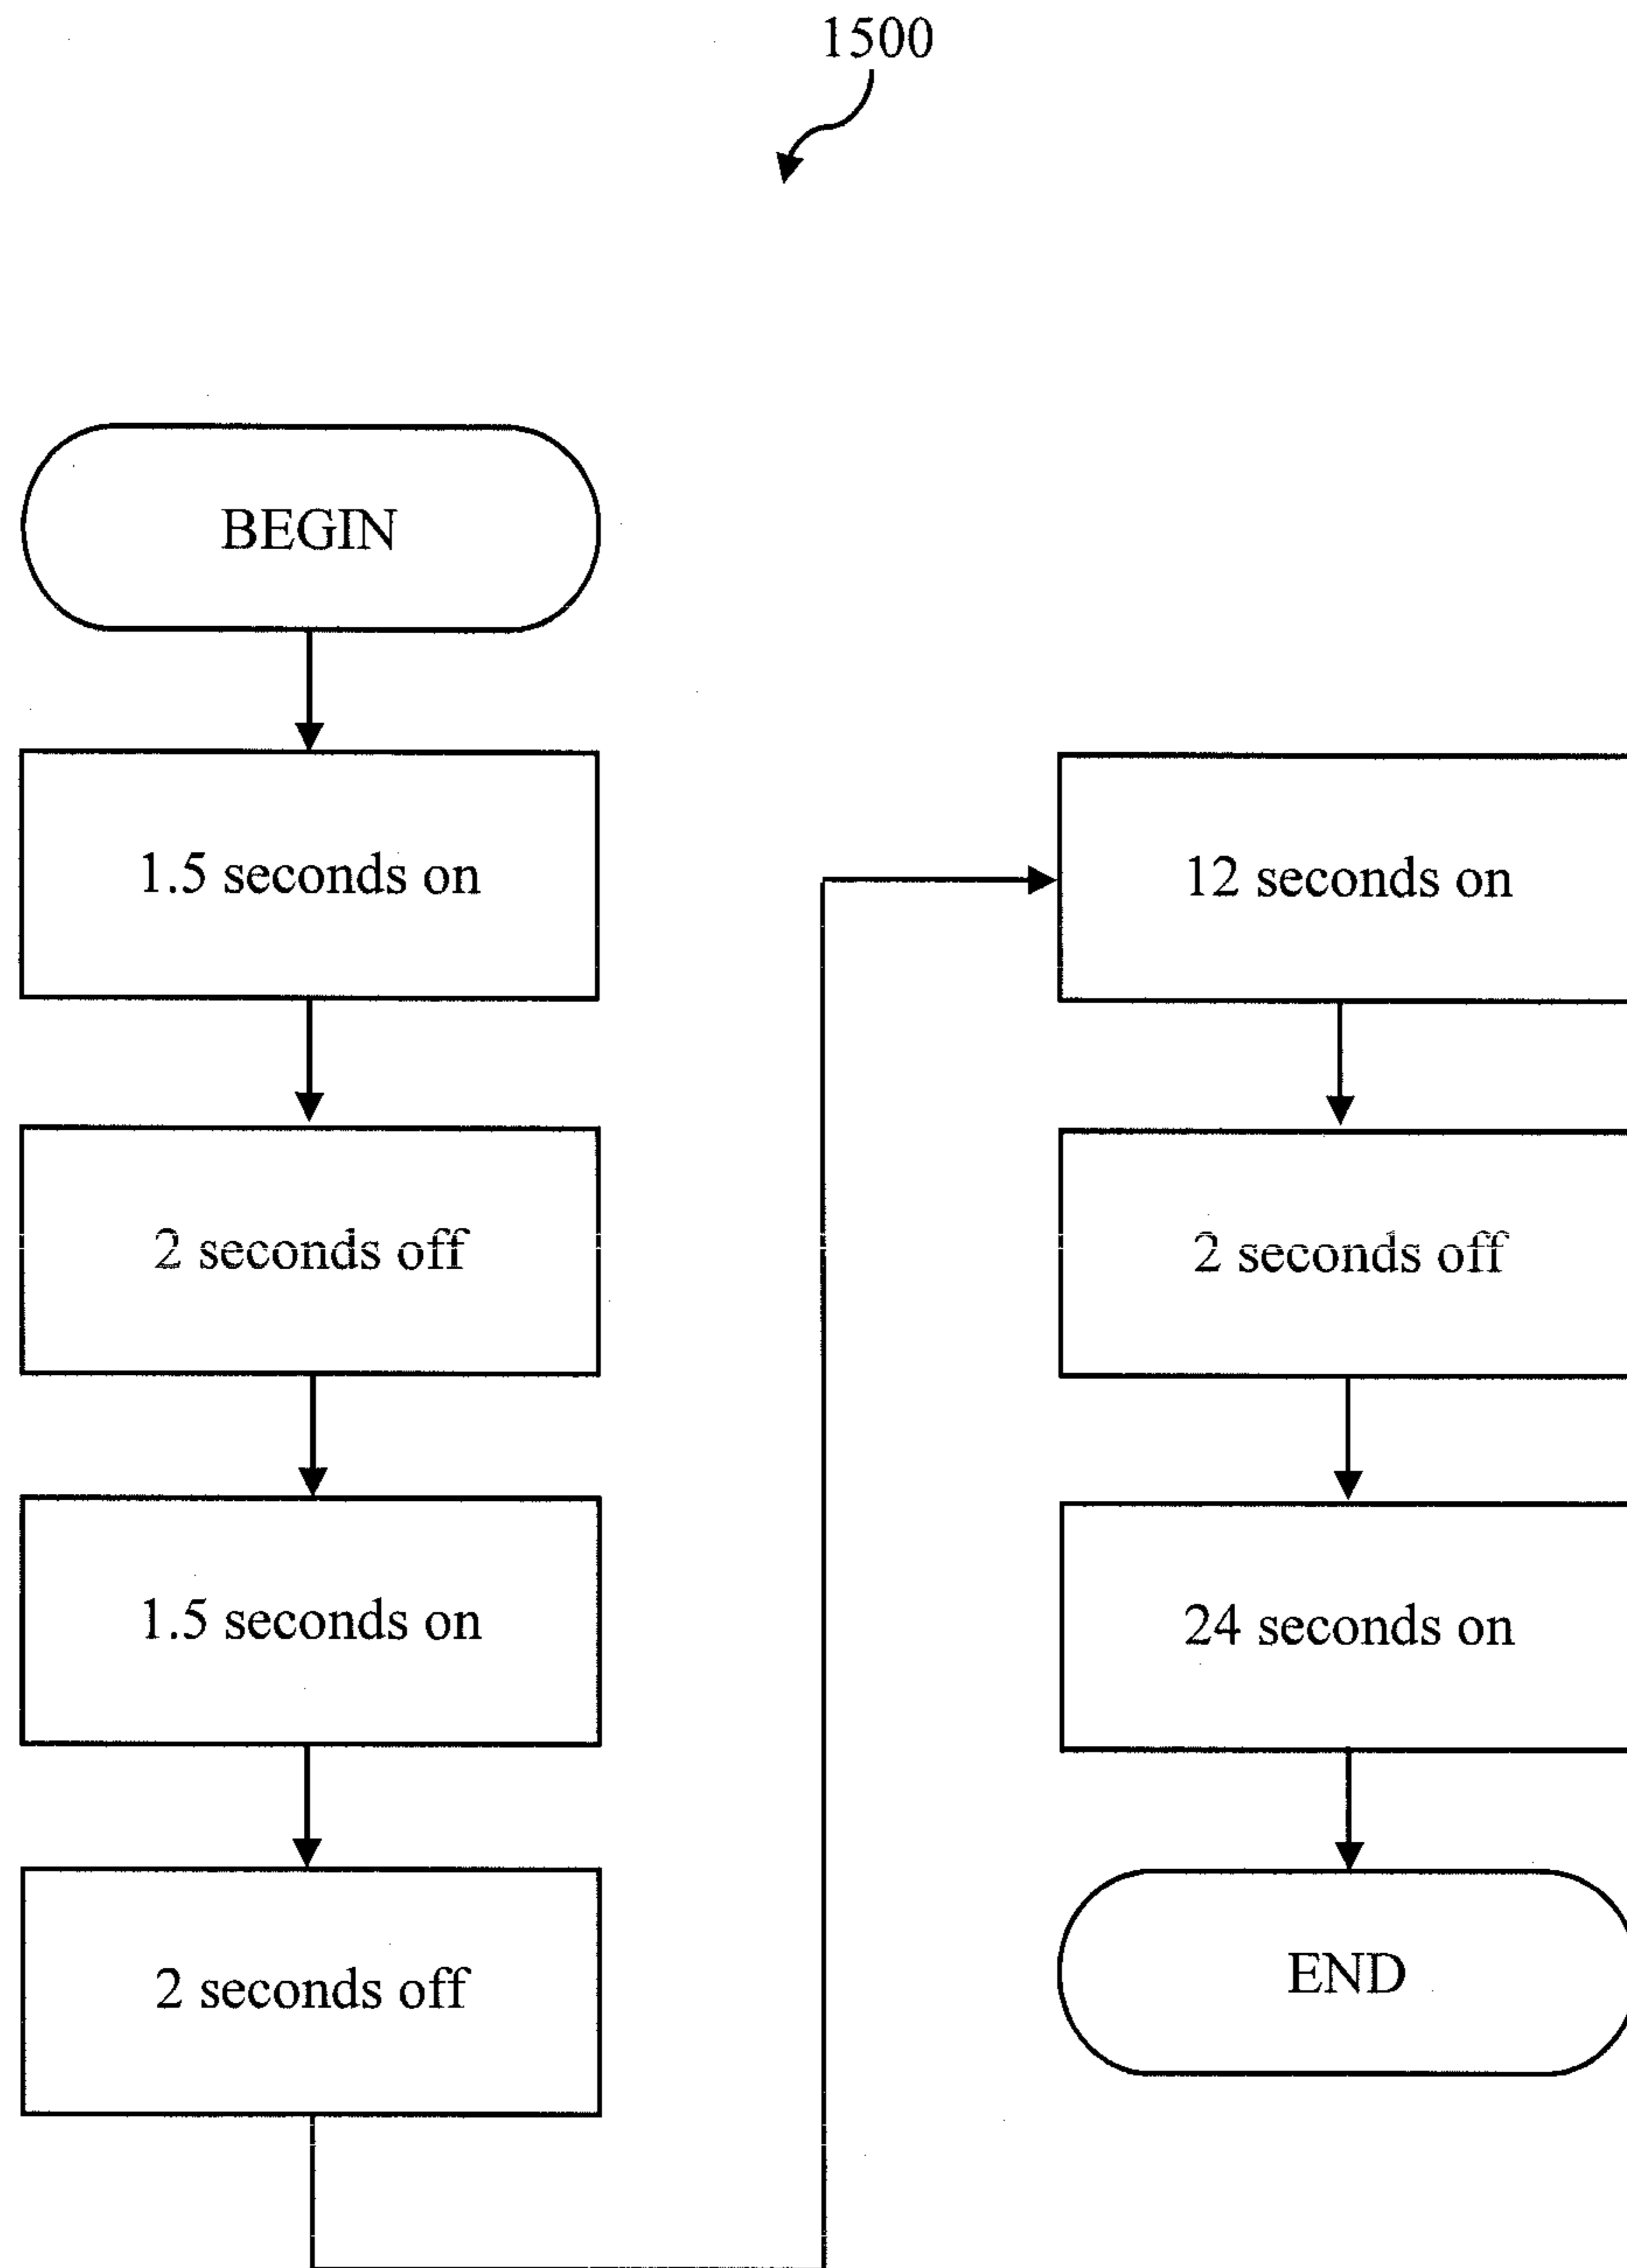 1500
BEGIN
1.5 seconds on
2 seconds off
1.5 seconds on
2 seconds off
12 seconds on
2 seconds off
24 seconds on
END